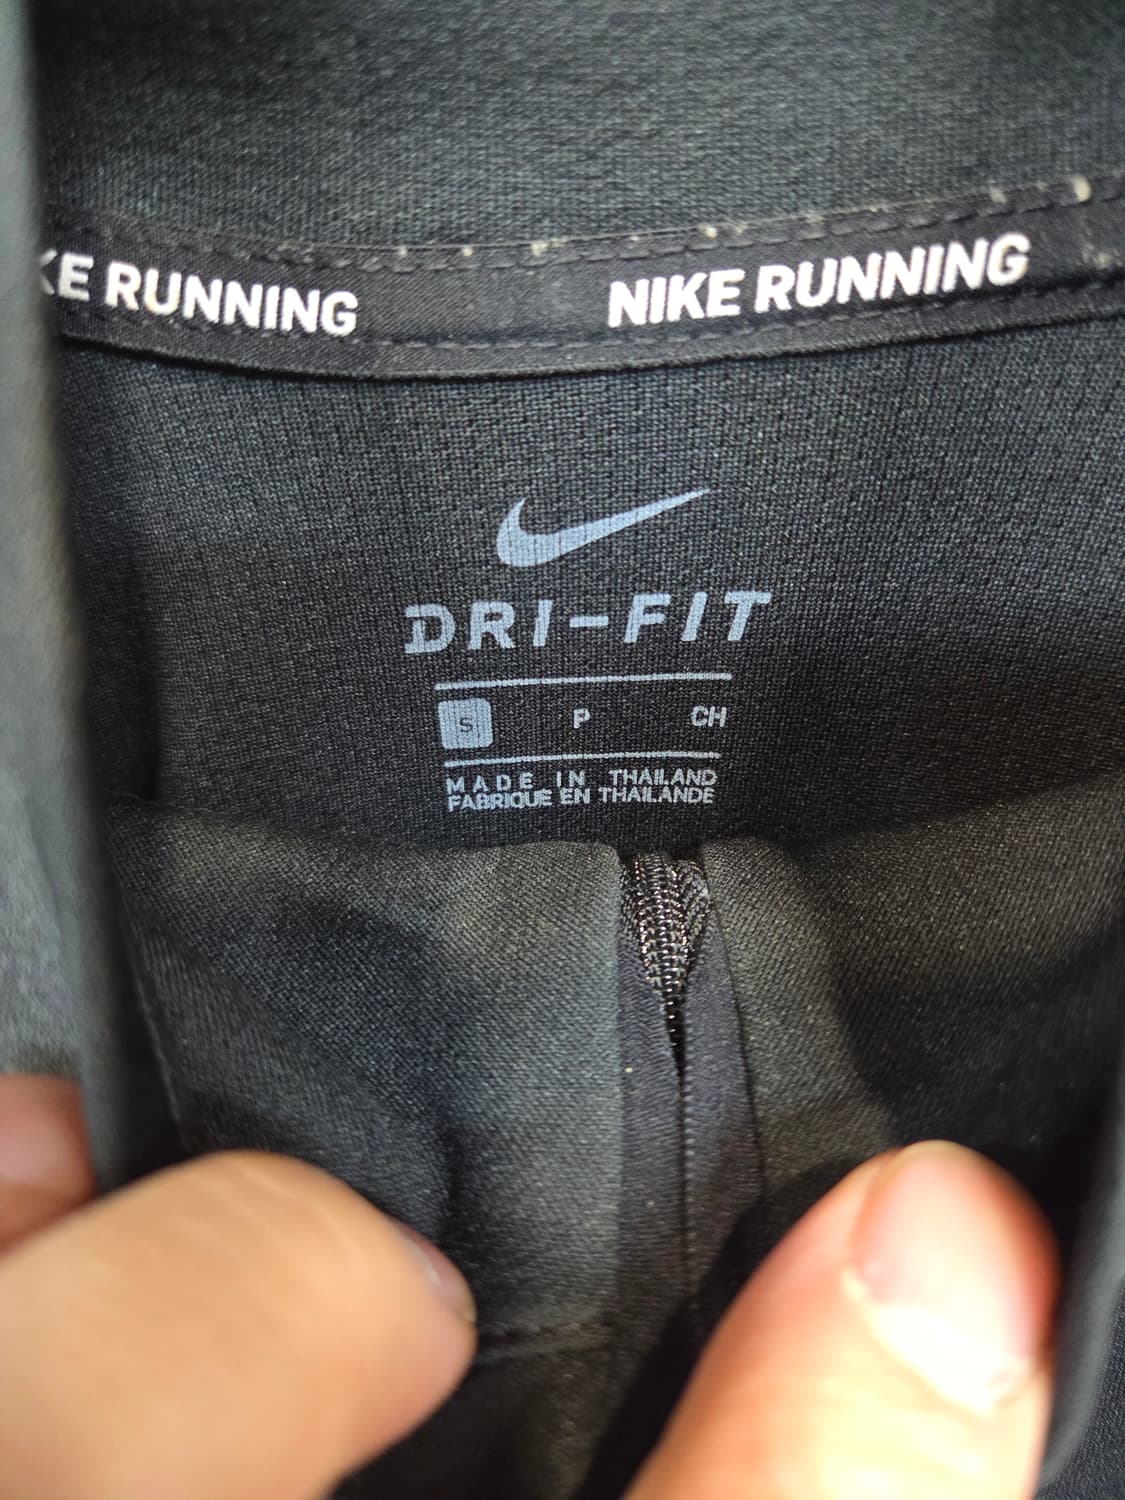 KE RUNNING NIKE RUNNING
DRI-FIT
S P CH
MADE IN THAILAND
FABRIQUE EN THAILANDE